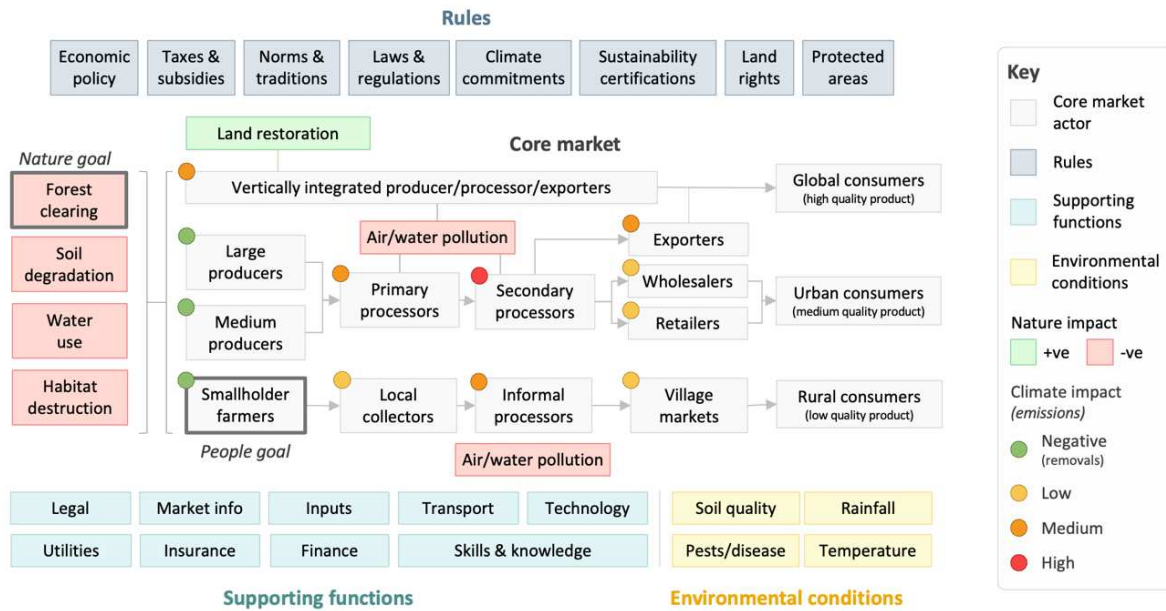 Rules
Economic
policy
Taxes &
subsidies
Norms &
traditions
Laws &
regulations
Climate
commitments
Sustainability
certifications
Land
rights
Protected
areas
Land restoration
Core market
Nature goal
Forest
clearing
Soil
degradation
Water
use
Habitat
destruction
Vertically integrated producer/processor/exporters
Global consumers
(high quality product)
Air/water pollution
Large
producers
Medium
producers
Primary
processors
Secondary
processors
Exporters
Wholesalers
Retailers
Urban consumers
(medium quality product)
Smallholder
farmers
Local
collectors
Informal
processors
Village
markets
Rural consumers
(low quality product)
People goal
Air/water pollution
Legal
Market info
Inputs
Transport
Technology
Utilities
Insurance
Finance
Skills & knowledge
Supporting functions
Soil quality
Rainfall
Pests/disease
Temperature
Environmental conditions
Key
Core market
actor
Rules
Supporting
functions
Environmental
conditions
Nature impact
+ve
-ve
Climate impact
(emissions)
Negative
(removals)
Low
Medium
High